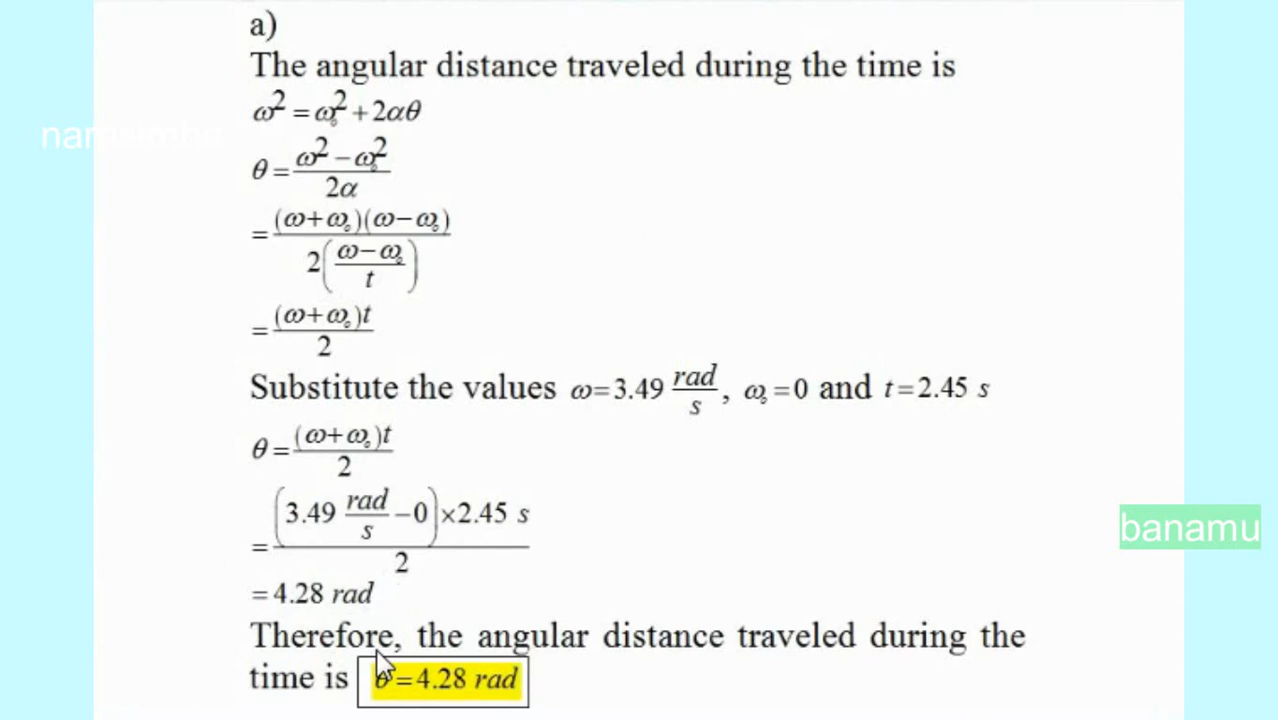 a)
The angular distance traveled during the time is
ω² = ω₀² + 2αθ
θ = (ω² − ω₀²) / 2α
= (ω+ω₀)(ω−ω₀) / 2((ω−ω₀)/t)
= (ω+ω₀)t / 2
Substitute the values ω=3.49 rad/s, ω₀=0 and t=2.45 s
θ = (ω+ω₀)t / 2
= (3.49 rad/s −0)×2.45 s / 2
= 4.28 rad
Therefore, the angular distance traveled during the
time is θ=4.28 rad
banamu